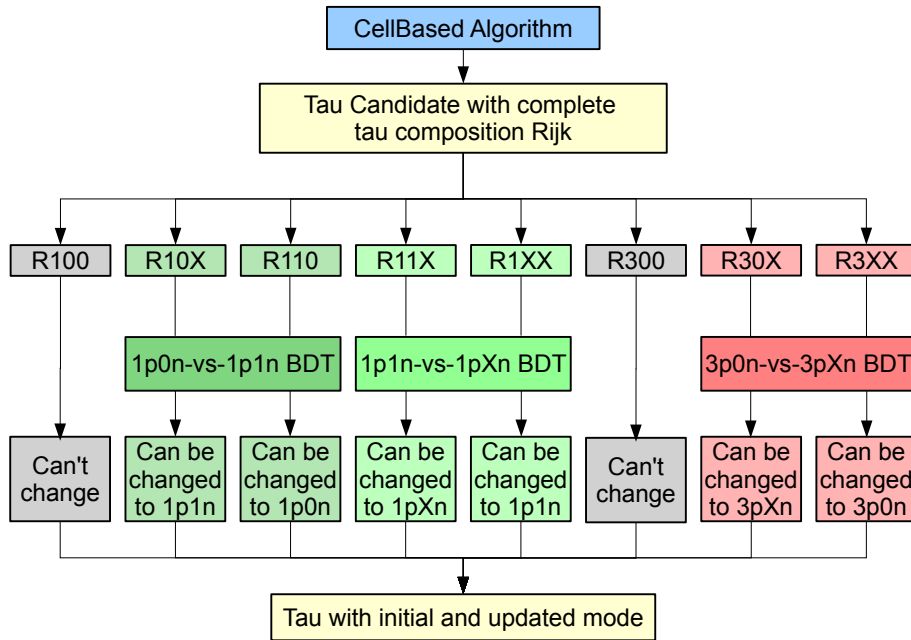 CellBased Algorithm
Tau Candidate with complete
tau composition Rijk
R100
R10X
R110
R11X
R1XX
R300
R30X
R3XX
1p0n-vs-1p1n BDT
1p1n-vs-1pXn BDT
3p0n-vs-3pXn BDT
Can't
change
Can be
changed
to 1p1n
Can be
changed
to 1p0n
Can be
changed
to 1pXn
Can be
changed
to 1p1n
Can't
change
Can be
changed
to 3pXn
Can be
changed
to 3p0n
Tau with initial and updated mode